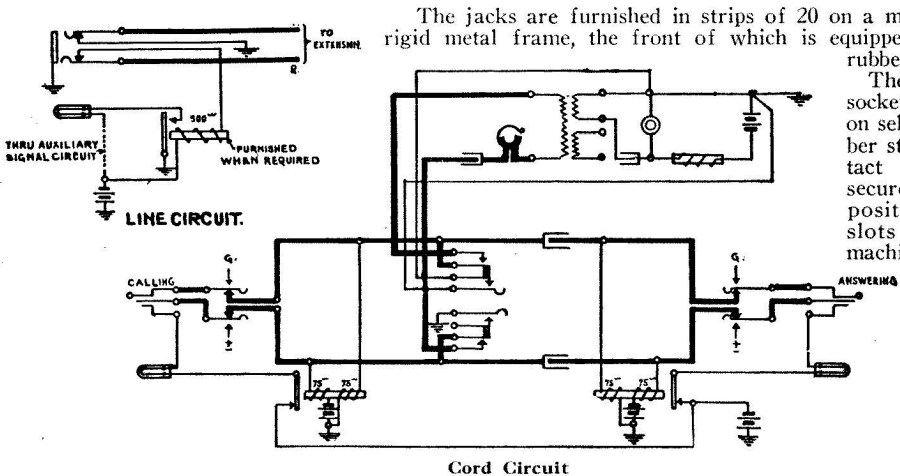 The jacks are furnished in strips of 20 on a m
rigid metal frame, the front of which is equippe
rubbe
The
socke
on sel
ber st
tact
secure
positi
slots
machi
TO
EXTENSION.
R.
500~
THRU AUXILIARY
SIGNAL CIRCUIT
FURNISHED
WHEN REQUIRED
LINE CIRCUIT.
CALLING
G.
+
G.
+
ANSWERING
75~ 75~
75~ 75~
Cord Circuit